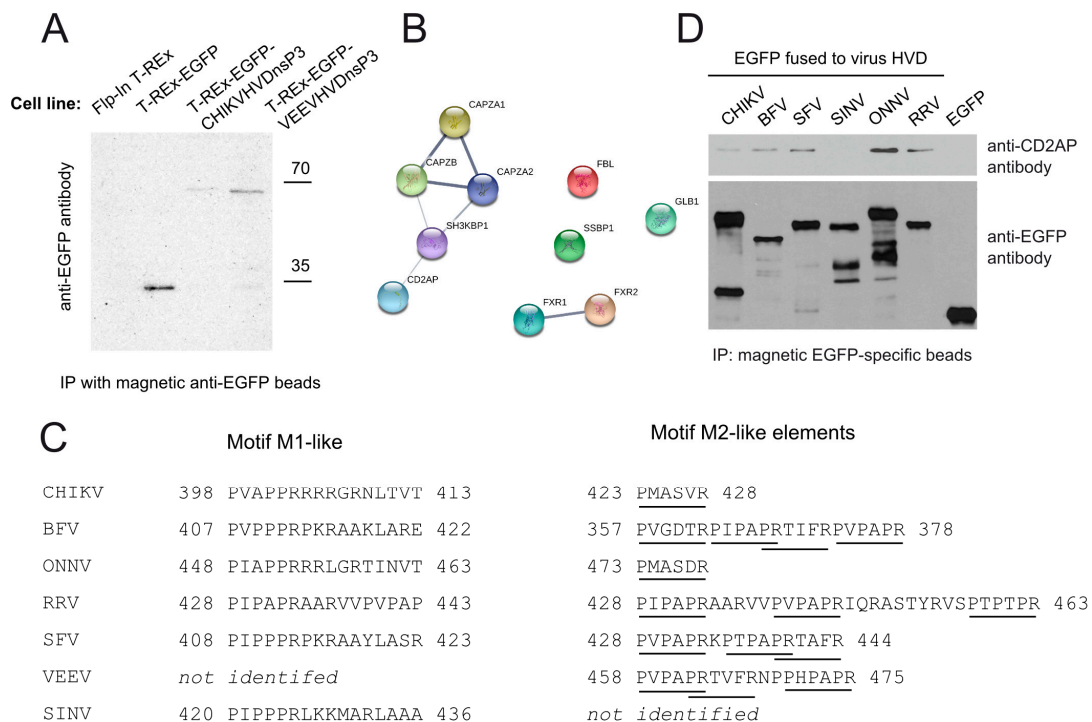 A
Cell line:
Flp-In T-REx
T-REx-EGFP
T-REx-EGFP-
CHIKVHVDnsP3
T-REx-EGFP-
VEEVHVDnsP3
anti-EGFP antibody
70
35
IP with magnetic anti-EGFP beads
B
CAPZA1
CAPZB
CAPZA2
SH3KBP1
CD2AP
FBL
GLB1
SSBP1
FXR1
FXR2
D
EGFP fused to virus HVD
CHIKV
BFV
SFV
SINV
ONNV
RRV
EGFP
anti-CD2AP
antibody
anti-EGFP
antibody
IP: magnetic EGFP-specific beads
C
Motif M1-like
Motif M2-like elements
CHIKV 398 PVAPPRRRRGRNLTVT 413 423 PMASVR 428
BFV 407 PVPPPRPKRAAKLARE 422 357 PVGDTRPIPAPRTIFRPVPAPR 378
ONNV 448 PIAPPRRRLGRTINVT 463 473 PMASDR
RRV 428 PIPAPRAARVVPVPAP 443 428 PIPAPRAARVVPVPAPRIQRASTYRVSPTPTPR 463
SFV 408 PIPPPRPKRAAYLASR 423 428 PVPAPRKPTPAPRTAFR 444
VEEV not identifed 458 PVPAPRTVFRNPPHPAPR 475
SINV 420 PIPPPRLKKMARLAAA 436 not identified